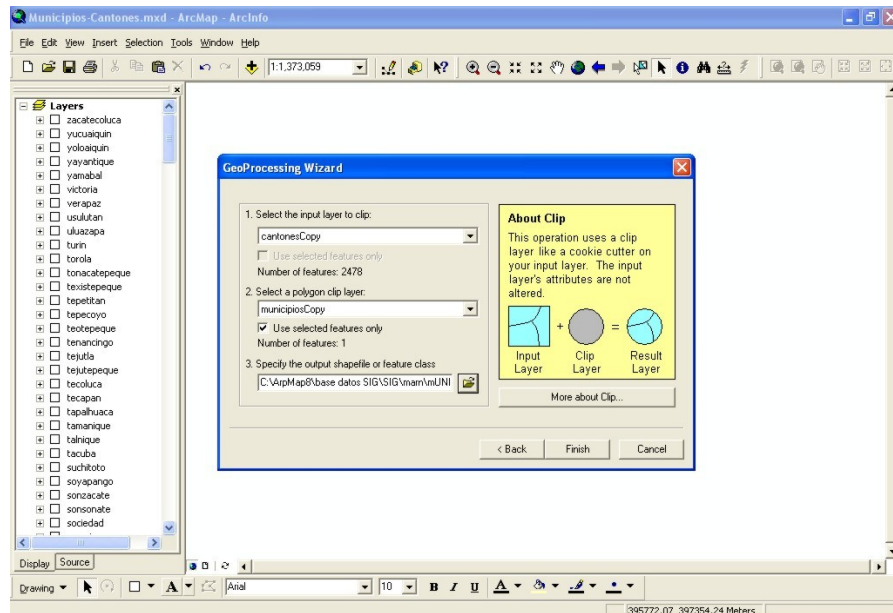 Municipios-Cantones.mxd - ArcMap - ArcInfo
File Edit View Insert Selection Tools Window Help
1:1,373,059
Layers
zacatecoluca
yucuaiquin
yoloaiquin
yayantique
yamabal
victoria
verapaz
usulutan
uluazapa
turin
torola
tonacatepeque
texistepeque
tepetitan
tepecoyo
teotepeque
tenancingo
tejutla
tejutepeque
tecoluca
tecapan
tapalhuaca
tamanique
talnique
tacuba
suchitoto
soyapango
sonzacate
sonsonate
sociedad
Display Source
GeoProcessing Wizard
1. Select the input layer to clip:
cantonesCopy
Use selected features only
Number of features: 2478
2. Select a polygon clip layer:
municipiosCopy
Use selected features only
Number of features: 1
3. Specify the output shapefile or feature class
C:\ArpMap8\base datos SIG\SIG\marn\mUNI
About Clip
This operation uses a clip
layer like a cookie cutter on
your input layer. The input
layer's attributes are not
altered.
+ =
Input Layer
Clip Layer
Result Layer
More about Clip...
< Back Finish Cancel
Drawing A Arial 10 B I U A
395772.07 397354.24 Meters